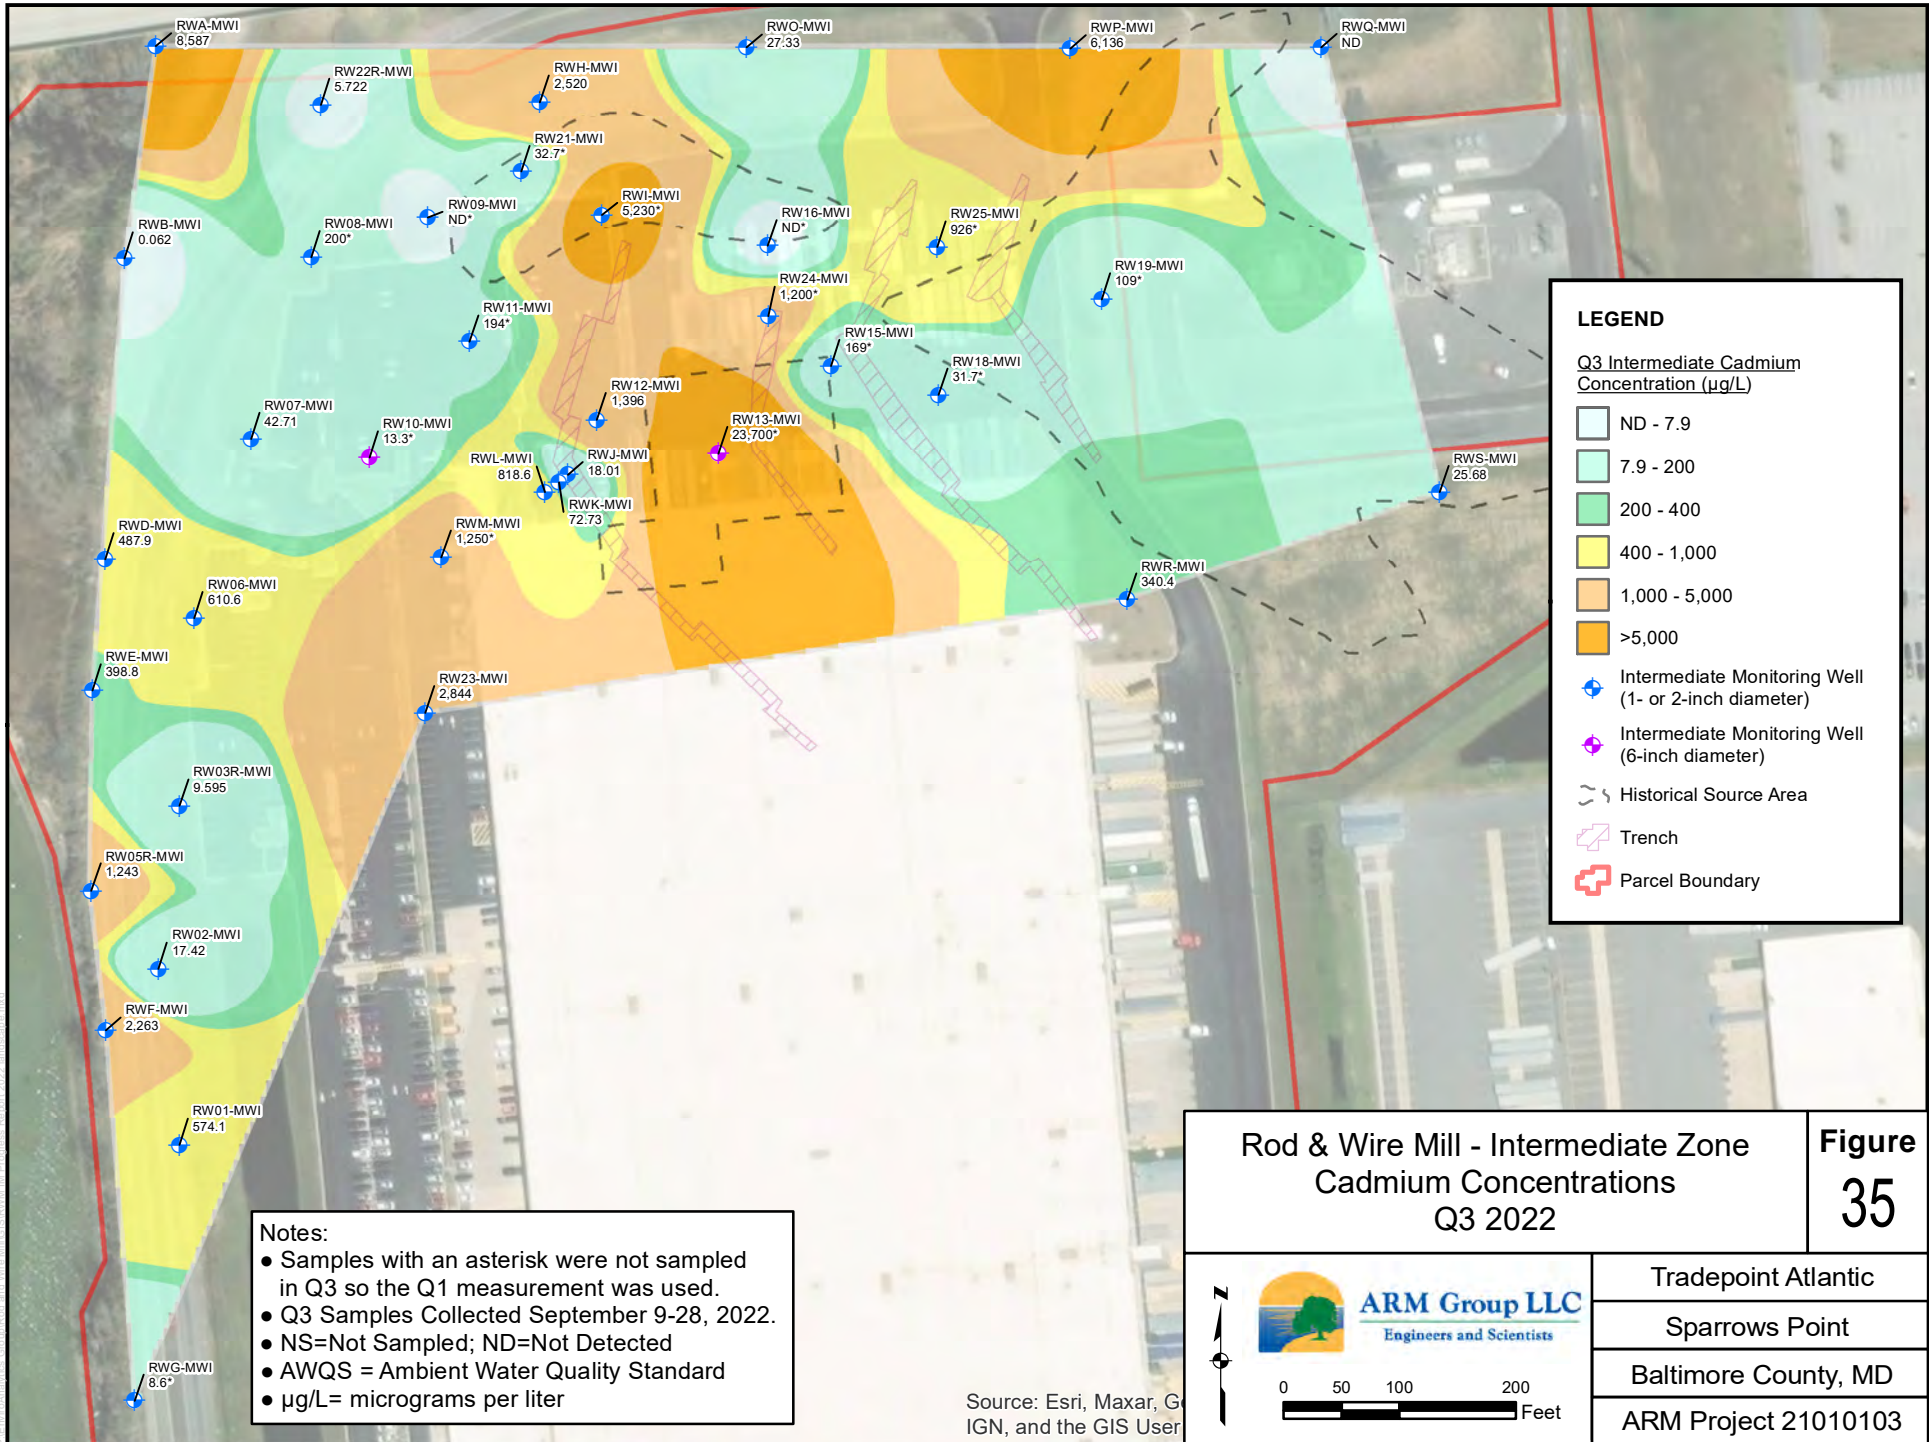 RWA-MWI
8,587
RWO-MWI
27.33
RWP-MWI
6,136
RWQ-MWI
ND
RW22R-MWI
5.722
RWH-MWI
2,520
RW21-MWI
32.7*
RWI-MWI
5,230*
RW09-MWI
ND*
RW16-MWI
ND*
RW25-MWI
926*
RWB-MWI
0.062
RW08-MWI
200*
RW24-MWI
1,200*
RW19-MWI
109*
RW11-MWI
194*
RW15-MWI
169*
RW18-MWI
31.7*
RW12-MWI
1,396
RW07-MWI
42.71
RW10-MWI
13.3*
RW13-MWI
23,700*
RWL-MWI
818.6
RWJ-MWI
18.01
RWK-MWI
72.73
RWS-MWI
25.68
RWD-MWI
487.9
RWM-MWI
1,250*
RW06-MWI
610.6
RWR-MWI
340.4
RWE-MWI
398.8
RW23-MWI
2,844
RW03R-MWI
9.595
RW05R-MWI
1,243
RW02-MWI
17.42
RWF-MWI
2,263
RW01-MWI
574.1
RWG-MWI
8.6*
LEGEND
Q3 Intermediate Cadmium
Concentration (µg/L)
ND - 7.9
7.9 - 200
200 - 400
400 - 1,000
1,000 - 5,000
>5,000
Intermediate Monitoring Well
(1- or 2-inch diameter)
Intermediate Monitoring Well
(6-inch diameter)
Historical Source Area
Trench
Parcel Boundary
Notes:
● Samples with an asterisk were not sampled
in Q3 so the Q1 measurement was used.
● Q3 Samples Collected September 9-28, 2022.
● NS=Not Sampled; ND=Not Detected
● AWQS = Ambient Water Quality Standard
● µg/L= micrograms per liter
Source: Esri, Maxar, G
IGN, and the GIS User
Rod & Wire Mill - Intermediate Zone
Cadmium Concentrations
Q3 2022
Figure
35
Z
ARM Group LLC
Engineers and Scientists
0 50 100 200
Feet
Tradepoint Atlantic
Sparrows Point
Baltimore County, MD
ARM Project 21010103